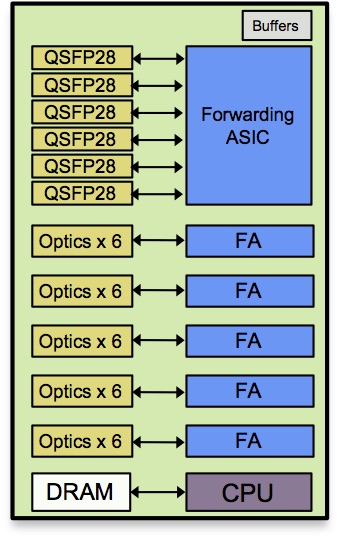 Buffers
QSFP28
QSFP28
QSFP28
QSFP28
QSFP28
QSFP28
Forwarding
ASIC
Optics x 6
FA
Optics x 6
FA
Optics x 6
FA
Optics x 6
FA
Optics x 6
FA
DRAM
CPU